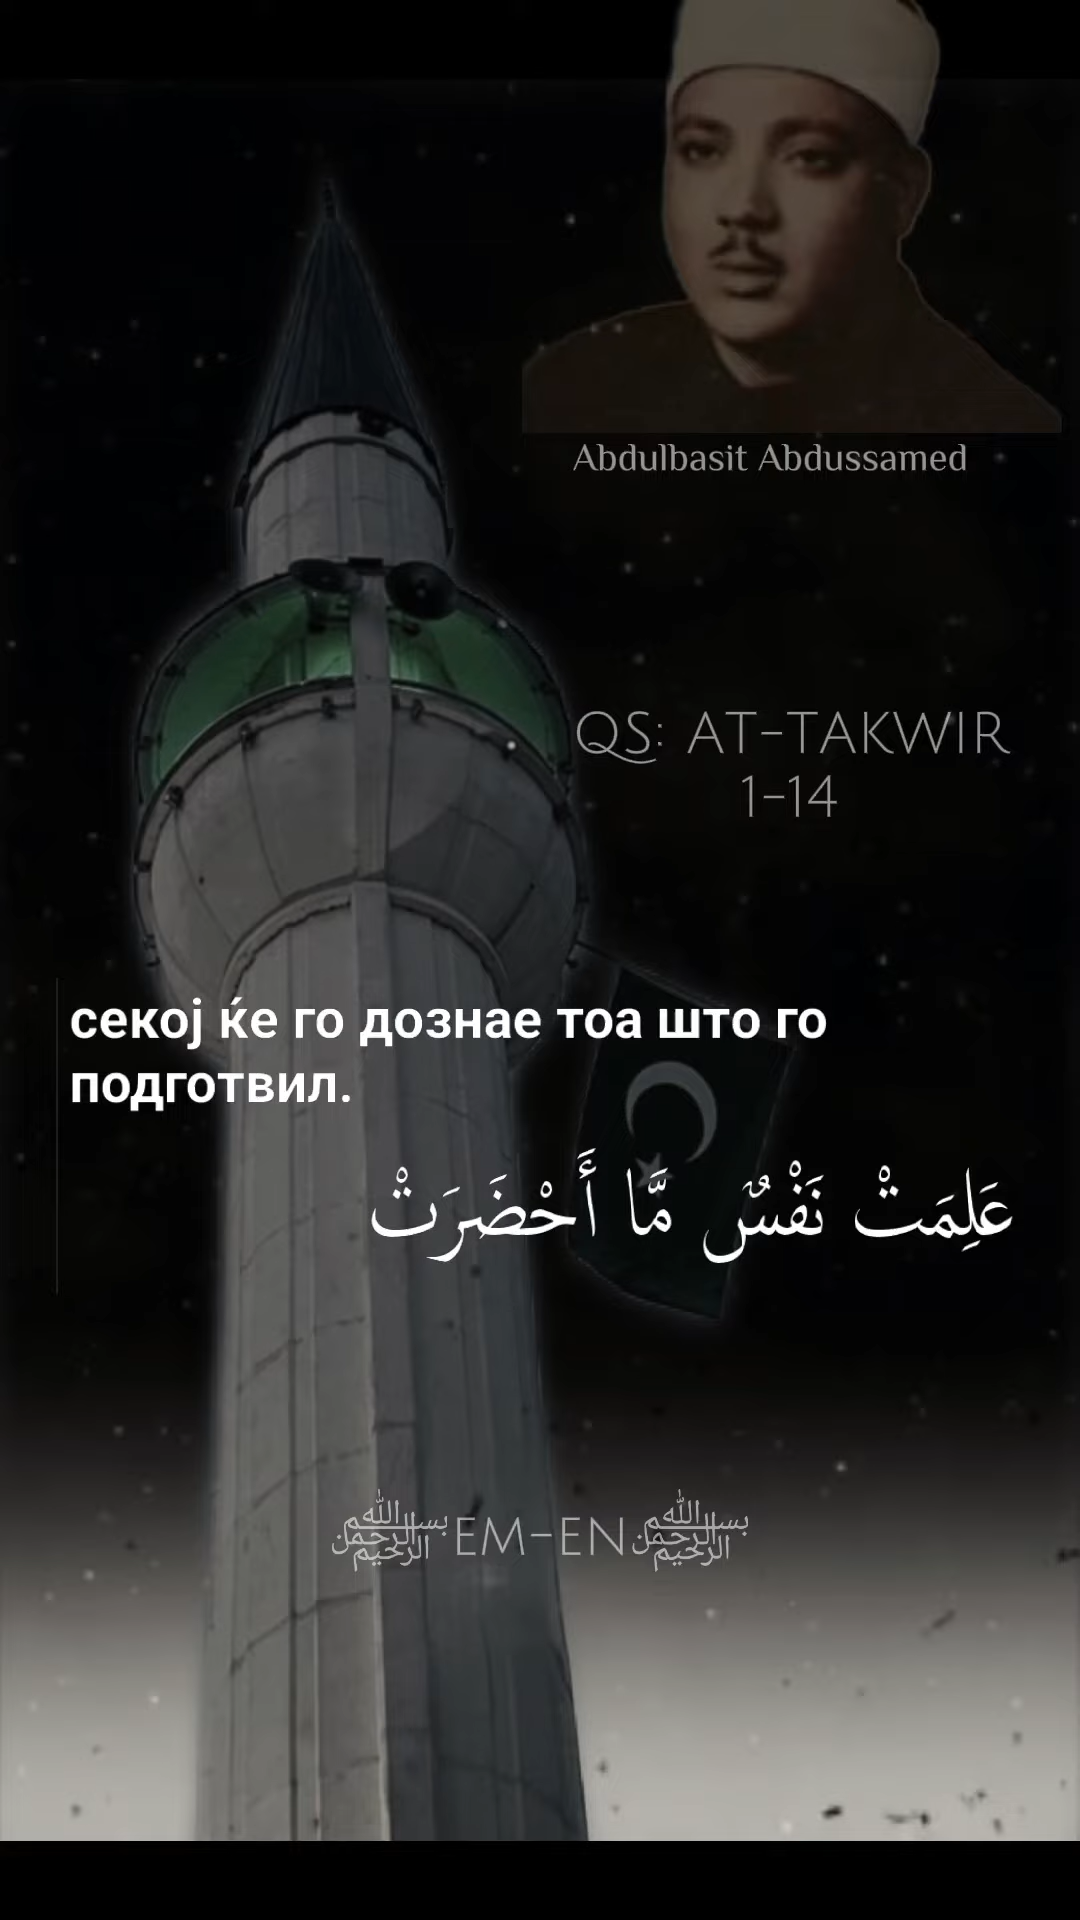 Abdulbasit Abdussamed
QS: AT-TAKWIR
1-14
секој ќе го дознае тоа што го
подготвил.
عَلِمَتْ نَفْسٌ مَّا أَحْضَرَتْ
﷽EM-EN﷽